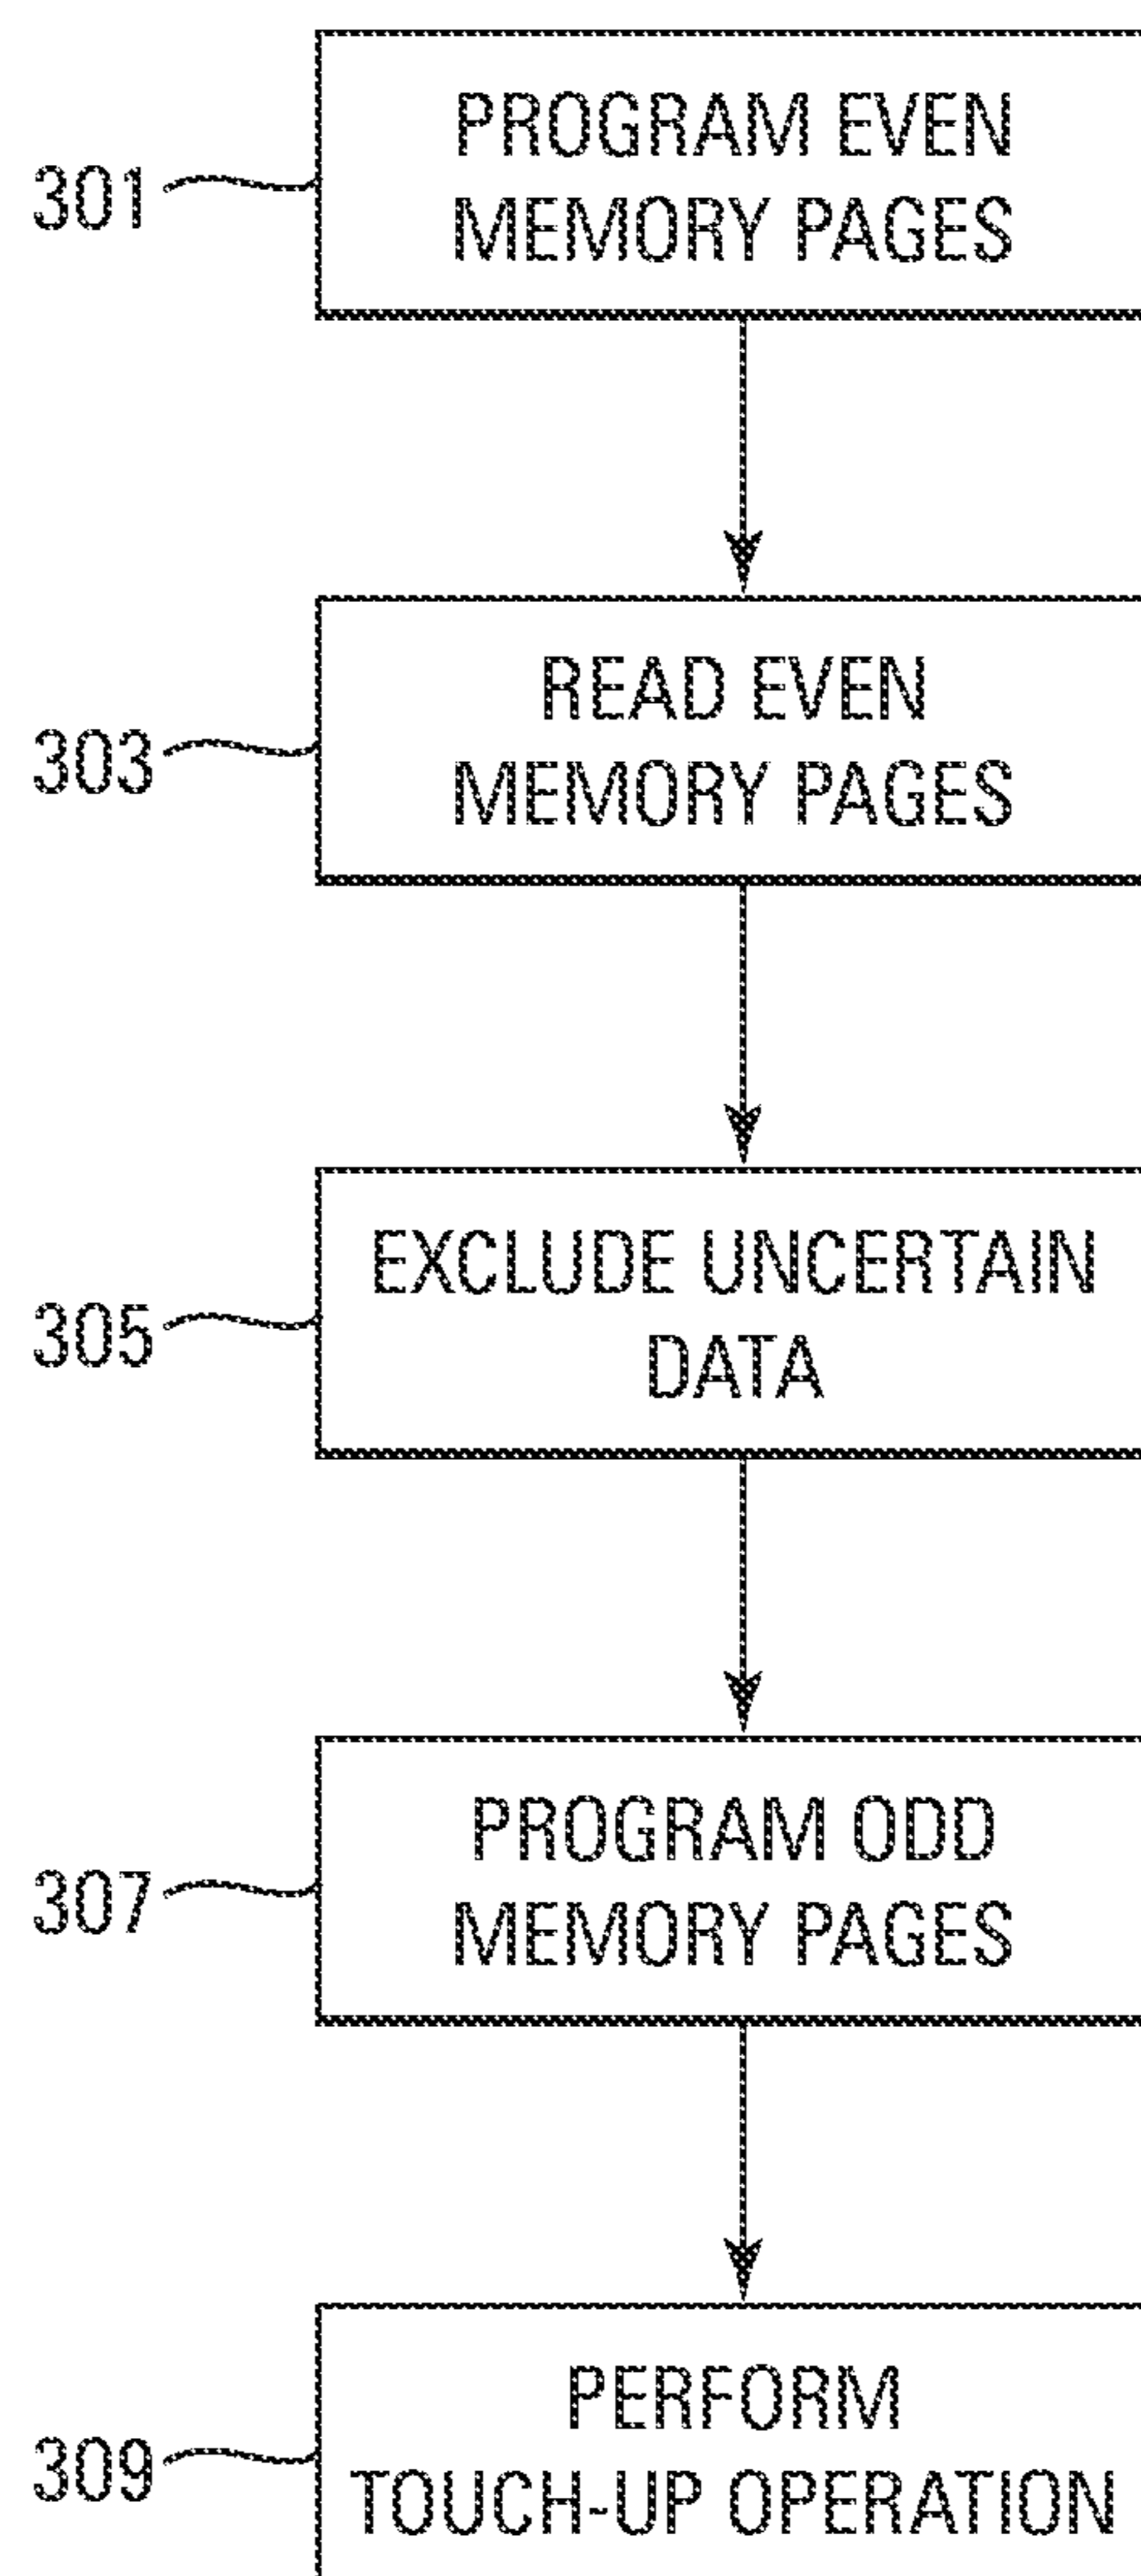 301
PROGRAM EVEN
MEMORY PAGES
303
READ EVEN
MEMORY PAGES
305
EXCLUDE UNCERTAIN
DATA
307
PROGRAM ODD
MEMORY PAGES
309
PERFORM
TOUCH-UP OPERATION